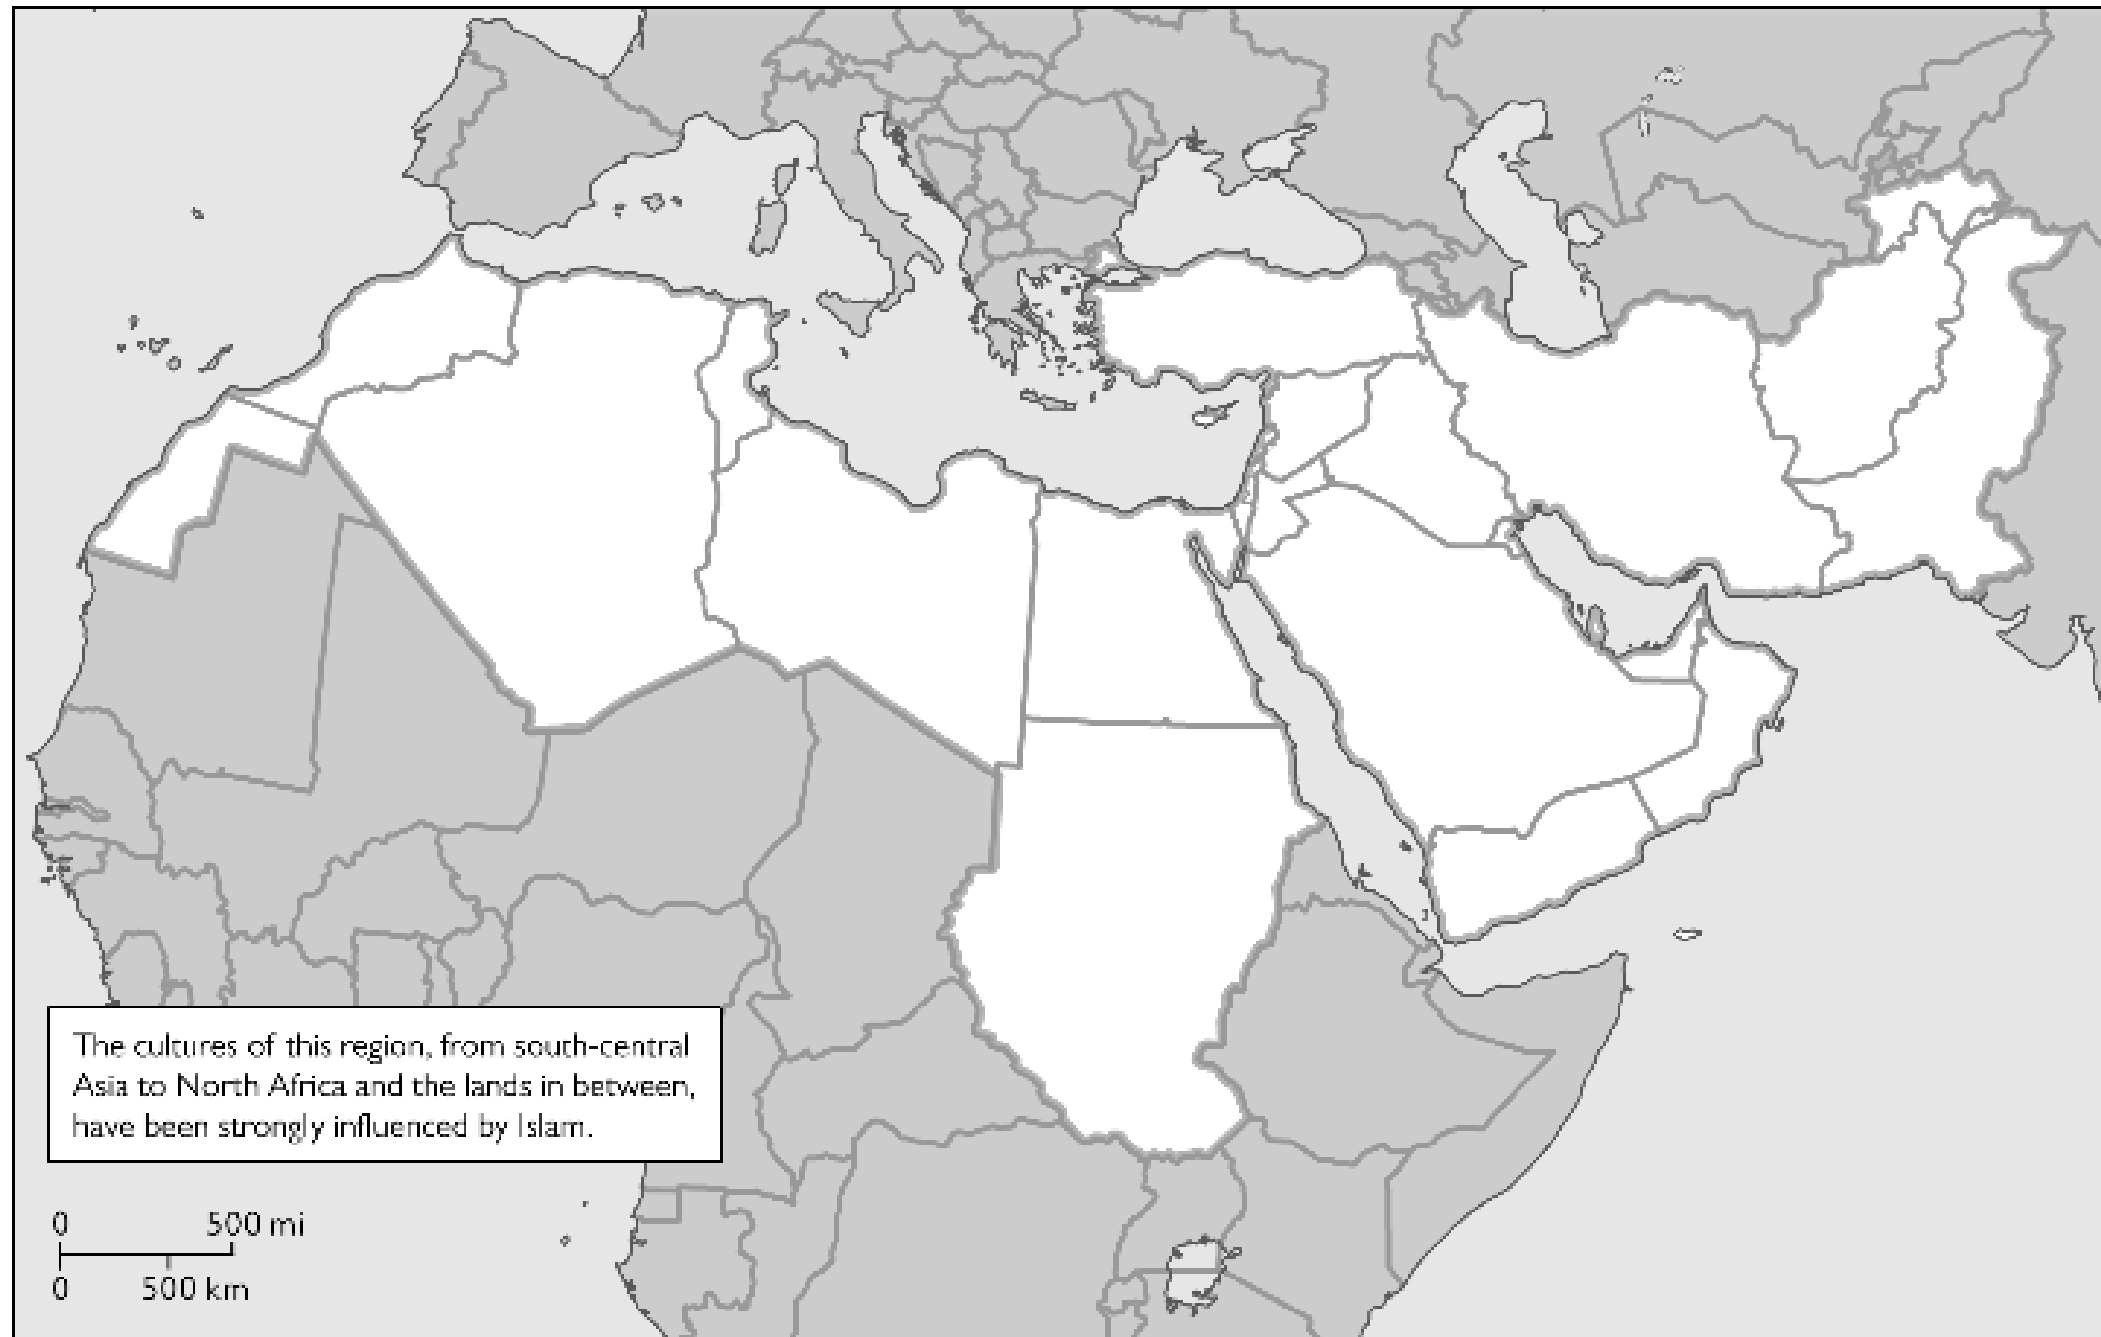 The cultures of this region, from south-central
Asia to North Africa and the lands in between,
have been strongly influenced by Islam.
0 500 mi
0 500 km